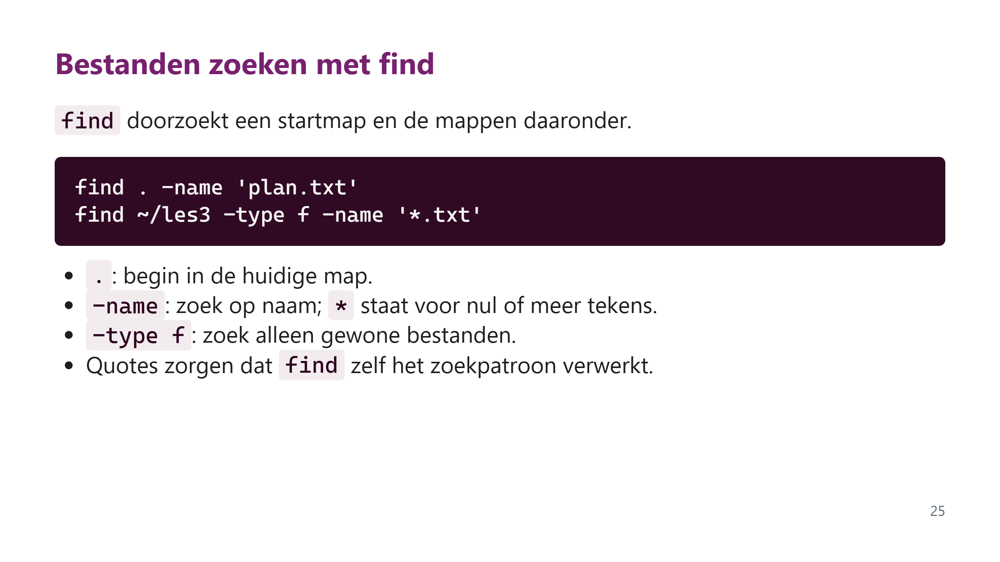 Bestanden zoeken met find
find doorzoekt een startmap en de mappen daaronder.
find . -name 'plan.txt'
find ~/les3 -type f -name '*.txt'
• .: begin in de huidige map.
• -name: zoek op naam; * staat voor nul of meer tekens.
• -type f: zoek alleen gewone bestanden.
• Quotes zorgen dat find zelf het zoekpatroon verwerkt.
25